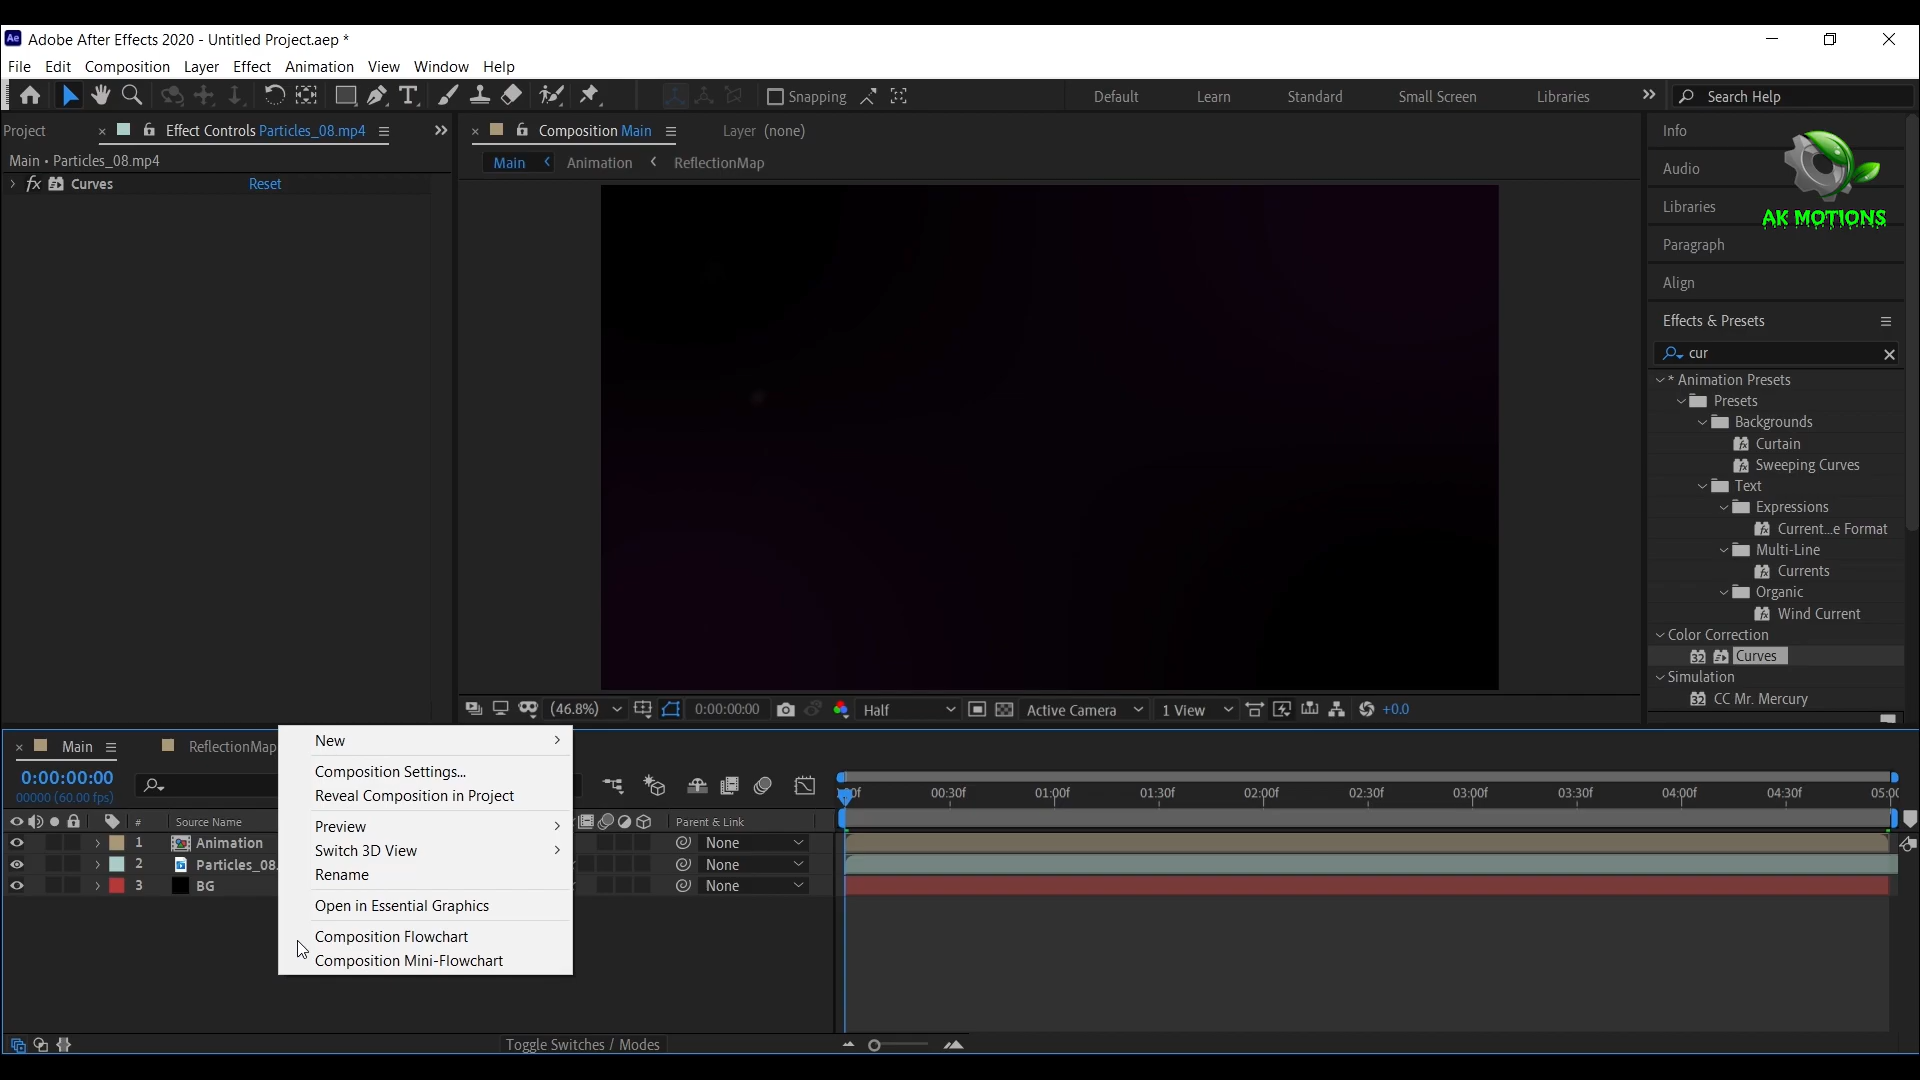 Ae Adobe After Effects 2020 - Untitled Project.aep *
File Edit Composition Layer Effect Animation View Window Help
Snapping Default Learn Standard Small Screen Libraries Search Help
Project Effect Controls Particles_08.mp4
Composition Main Layer (none)
Main • Particles_08.mp4
Main Animation ReflectionMap
fx Curves Reset
Info
Audio
Libraries
AK MOTIONS
Paragraph
Align
Effects & Presets
cur
* Animation Presets
Presets
Backgrounds
Curtain
Sweeping Curves
Text
Expressions
Current...e Format
Multi-Line
Currents
Organic
Wind Current
Color Correction
32 Curves
Simulation
32 CC Mr. Mercury
(46.8%) 0:00:00:00 Half Active Camera 1 View +0.0
Main ReflectionMap
0:00:00:00
00000 (60.00 fps)
# Source Name Parent & Link
1 Animation None
2 Particles_08. None
3 BG None
New
Composition Settings...
Reveal Composition in Project
Preview
Switch 3D View
Rename
Open in Essential Graphics
Composition Flowchart
Composition Mini-Flowchart
00f 00:30f 01:00f 01:30f 02:00f 02:30f 03:00f 03:30f 04:00f 04:30f 05:00
Toggle Switches / Modes